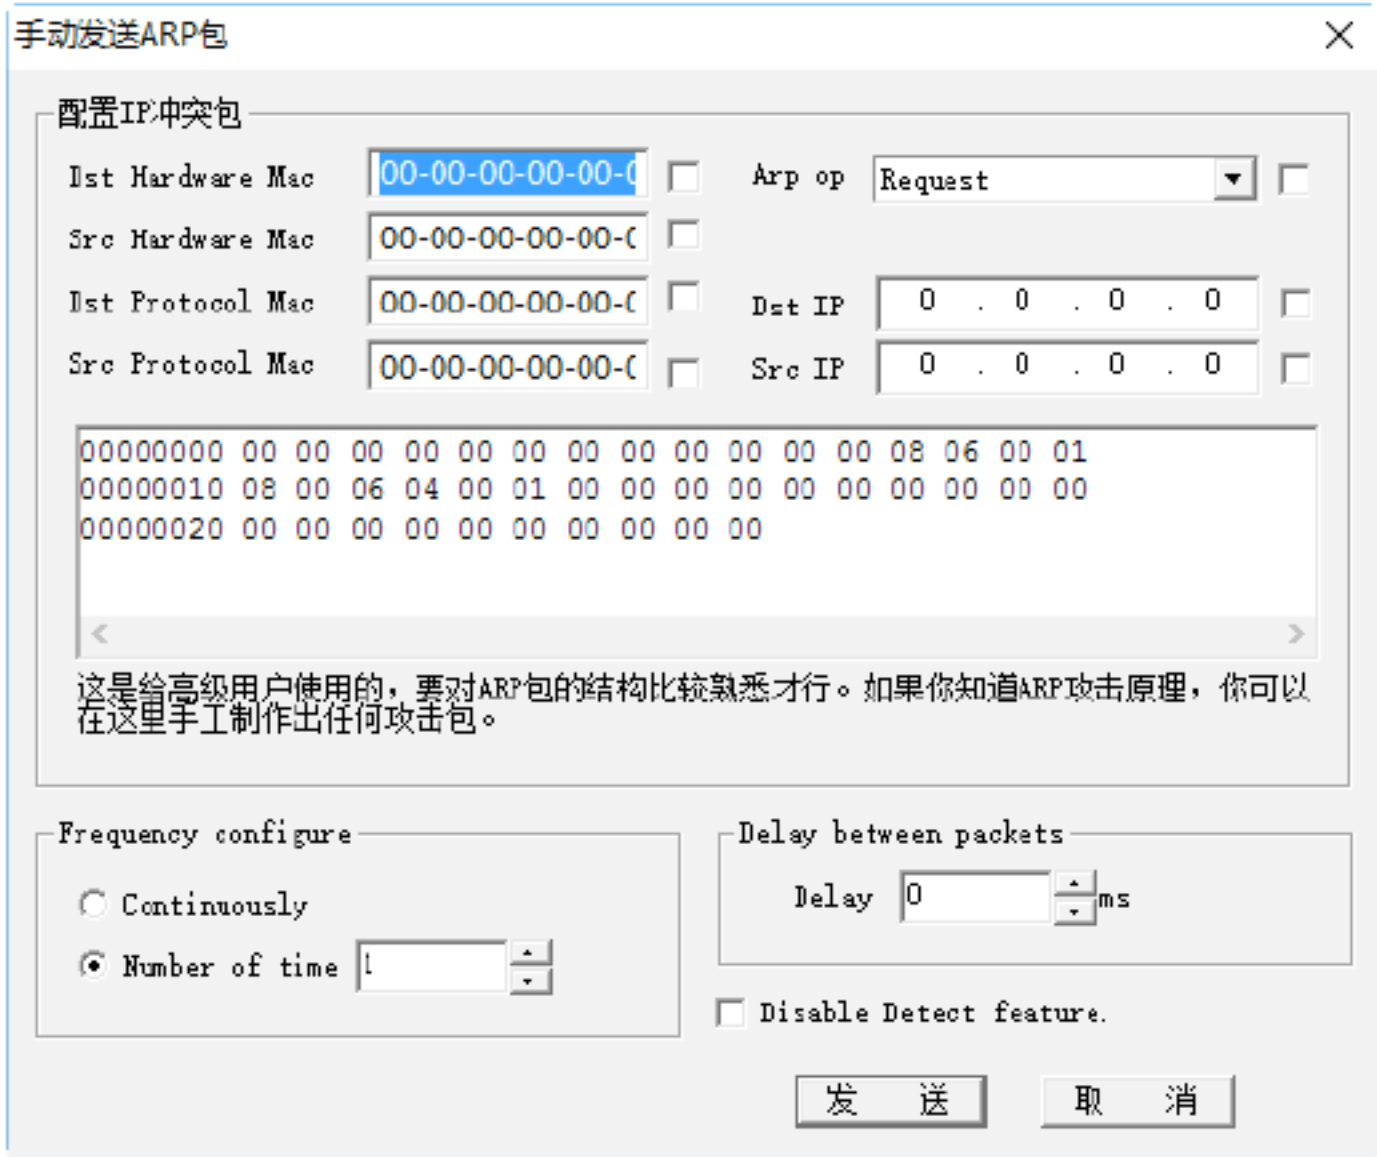 手动发送ARP包
配置IP冲突包
Dst Hardware Mac 00-00-00-00-00-0 Arp op Request
Src Hardware Mac 00-00-00-00-00-0
Dst Protocol Mac 00-00-00-00-00-0 Dst IP 0 . 0 . 0 . 0
Src Protocol Mac 00-00-00-00-00-0 Src IP 0 . 0 . 0 . 0
00000000 00 00 00 00 00 00 00 00 00 00 00 00 08 06 00 01
00000010 08 00 06 04 00 01 00 00 00 00 00 00 00 00 00 00
00000020 00 00 00 00 00 00 00 00 00 00
这是给高级用户使用的，要对ARP包的结构比较熟悉才行。如果你知道ARP攻击原理，你可以
在这里手工制作出任何攻击包。
Frequency configure
Continuously
Number of time 1
Delay between packets
Delay 0 ms
Disable Detect feature.
发 送 取 消